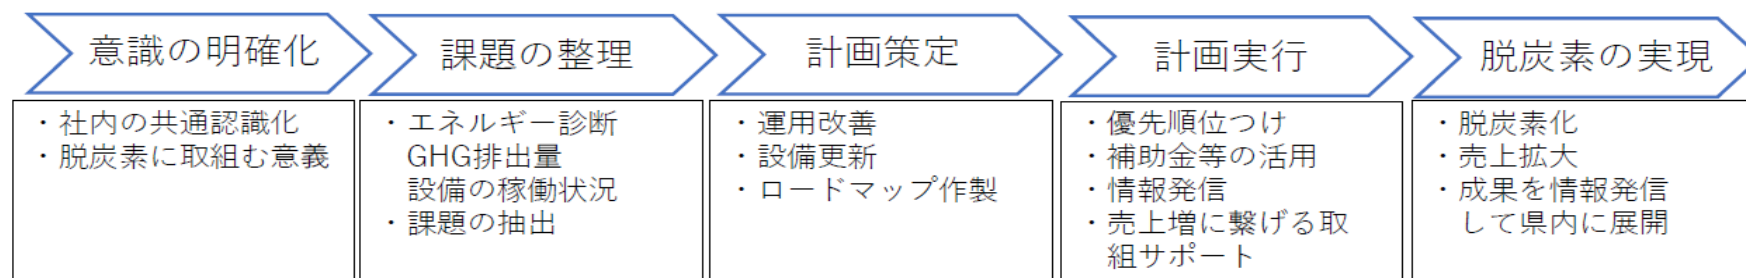 意識の明確化
・社内の共通認識化
・脱炭素に取組む意義
課題の整理
・エネルギー診断
GHG排出量
設備の稼働状況
・課題の抽出
計画策定
・運用改善
・設備更新
・ロードマップ作製
計画実行
・優先順位つけ
・補助金等の活用
・情報発信
・売上増に繋げる取
組サポート
脱炭素の実現
・脱炭素化
・売上拡大
・成果を情報発信
して県内に展開